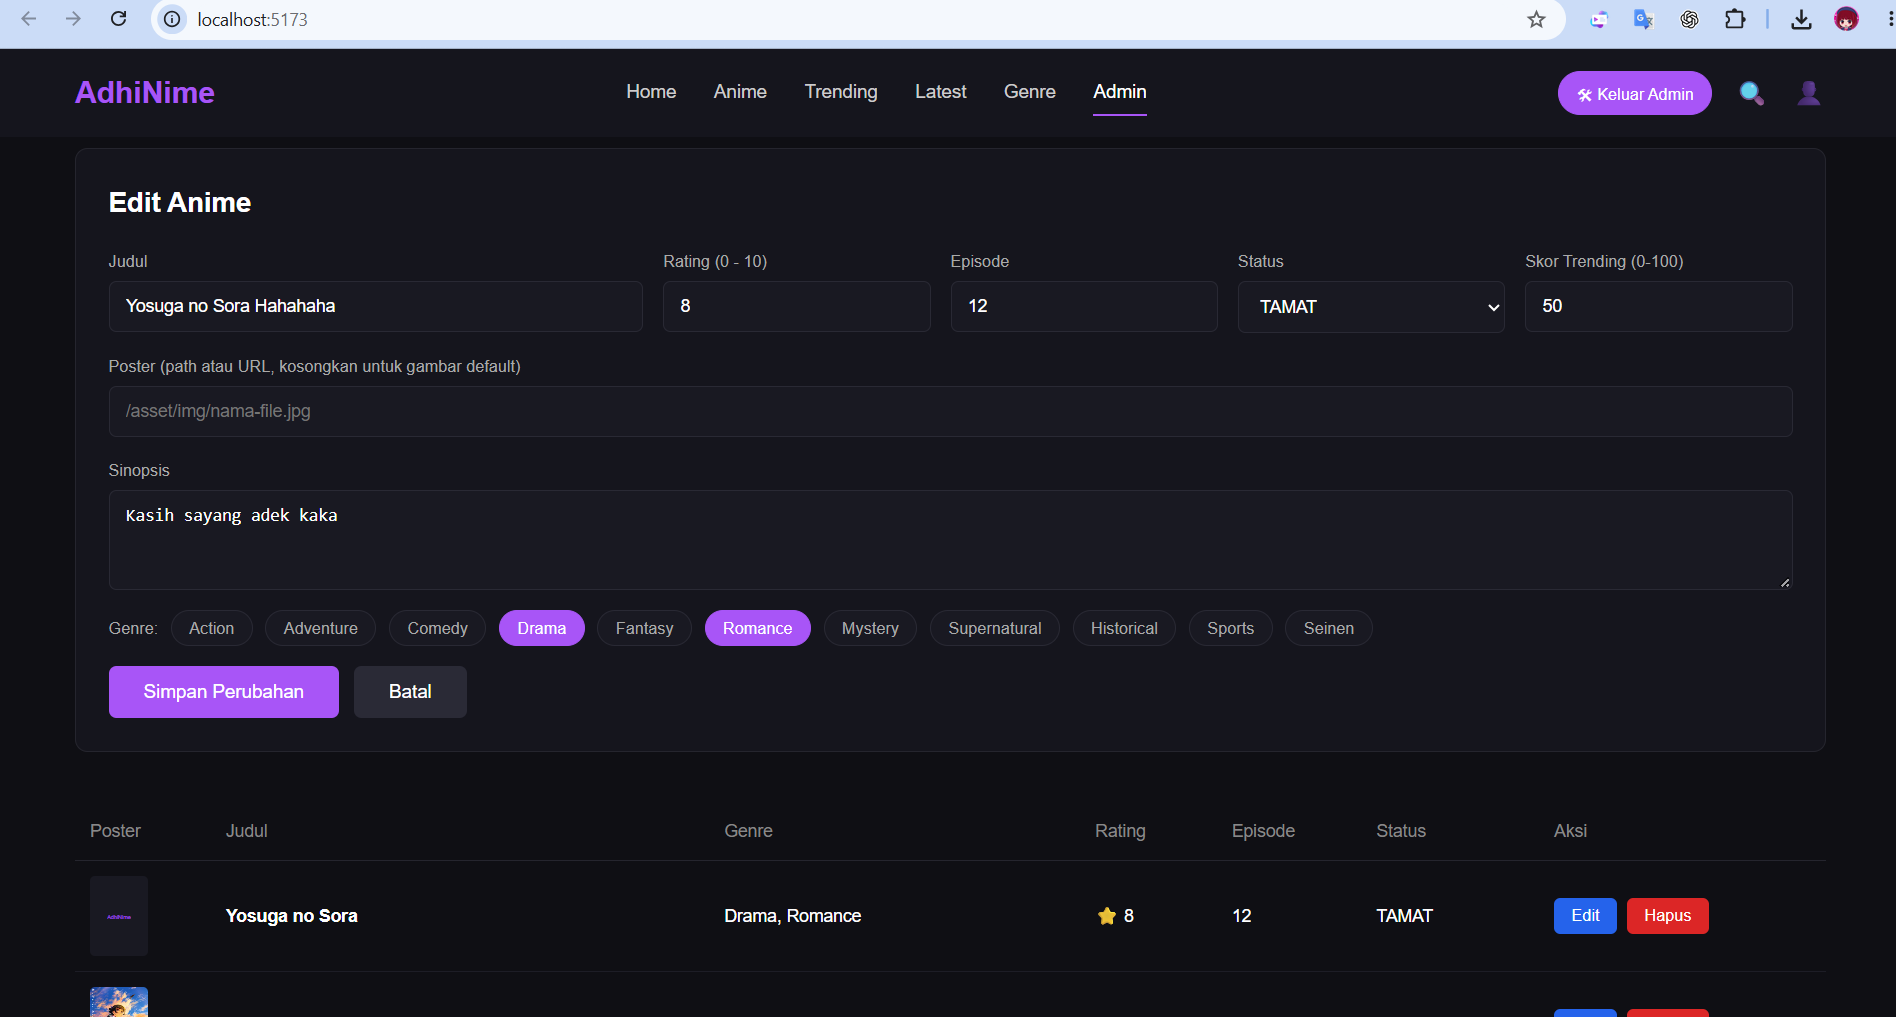 localhost:5173
AdhiNime
Home Anime Trending Latest Genre Admin
🛠 Keluar Admin
Edit Anime
Judul Rating (0 - 10) Episode Status Skor Trending (0-100)
Yosuga no Sora Hahahaha 8 12 TAMAT 50
Poster (path atau URL, kosongkan untuk gambar default)
/asset/img/nama-file.jpg
Sinopsis
Kasih sayang adek kaka
Genre: Action Adventure Comedy Drama Fantasy Romance Mystery Supernatural Historical Sports Seinen
Simpan Perubahan Batal
Poster Judul Genre Rating Episode Status Aksi
AdhiNime Yosuga no Sora Drama, Romance ⭐ 8 12 TAMAT Edit Hapus